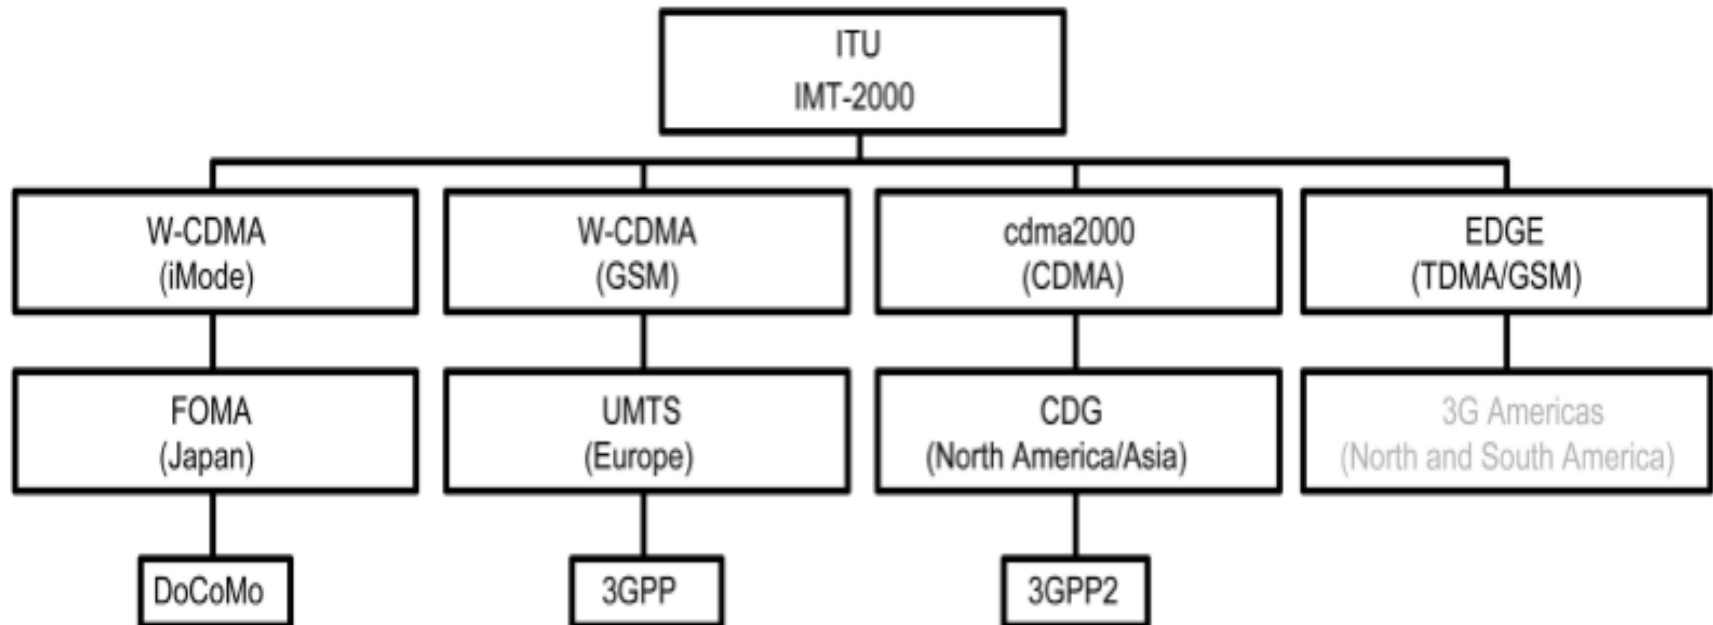 ITU
IMT-2000
W-CDMA
(iMode)
W-CDMA
(GSM)
cdma2000
(CDMA)
EDGE
(TDMA/GSM)
FOMA
(Japan)
UMTS
(Europe)
CDG
(North America/Asia)
3G Americas
(North and South America)
DoCoMo
3GPP
3GPP2